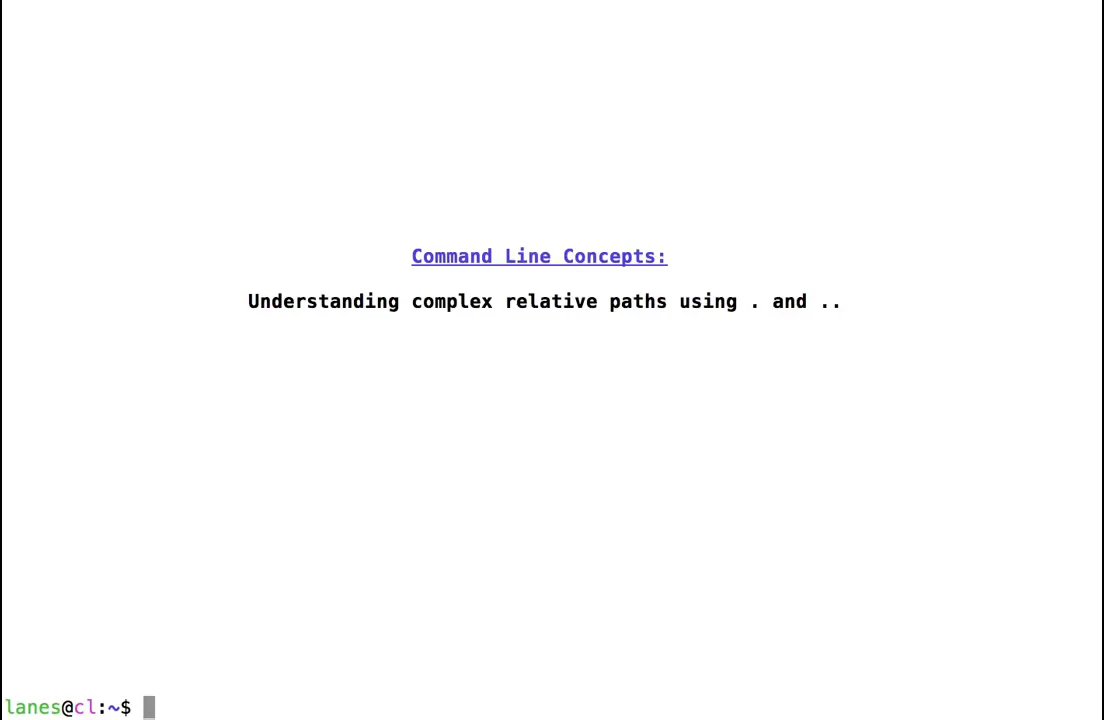 Command Line Concepts:
Understanding complex relative paths using . and ..
lanes@cl:~$